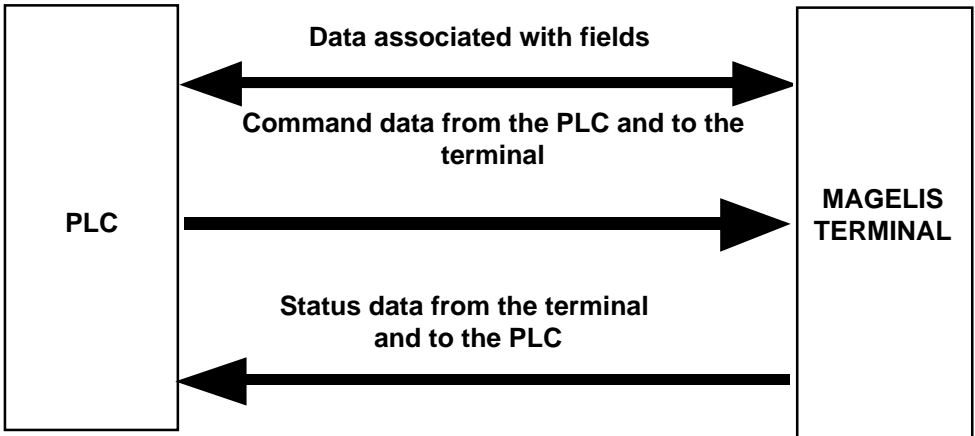 Data associated with fields
Command data from the PLC and to the
terminal
PLC
MAGELIS
TERMINAL
Status data from the terminal
and to the PLC